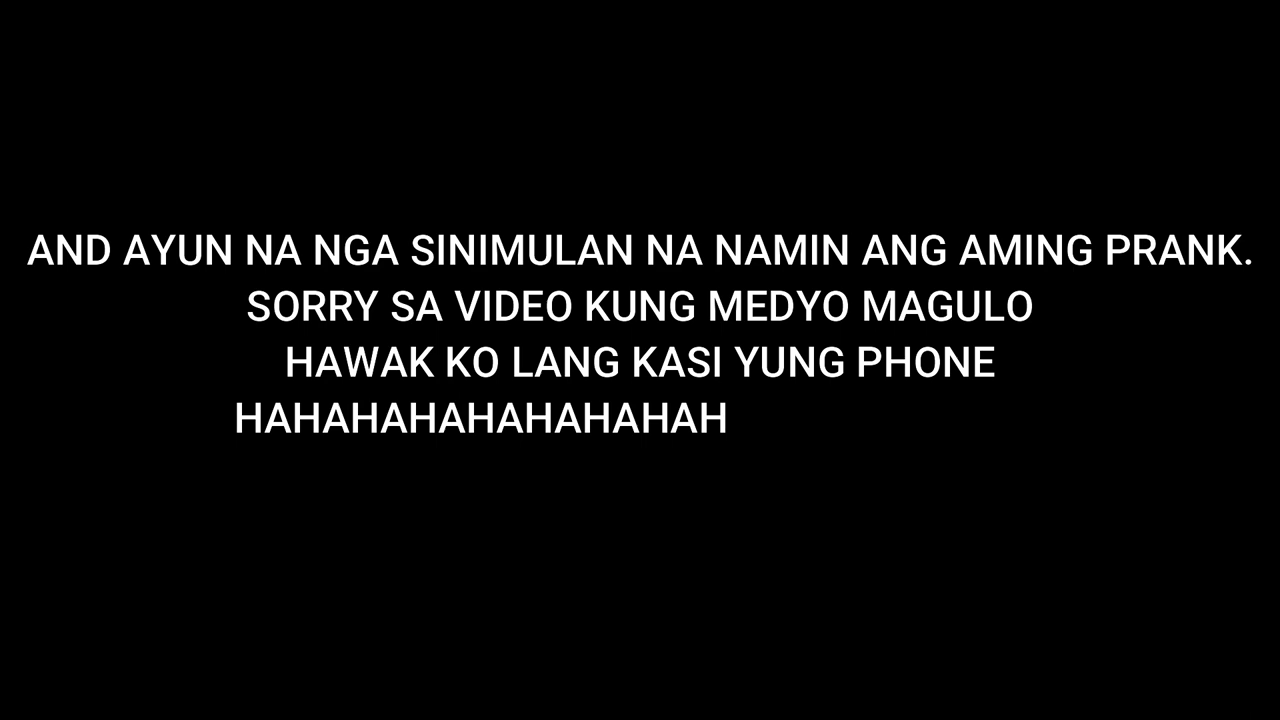 AND AYUN NA NGA SINIMULAN NA NAMIN ANG AMING PRANK.
SORRY SA VIDEO KUNG MEDYO MAGULO
HAWAK KO LANG KASI YUNG PHONE
HAHAHAHAHAHAHAHAH